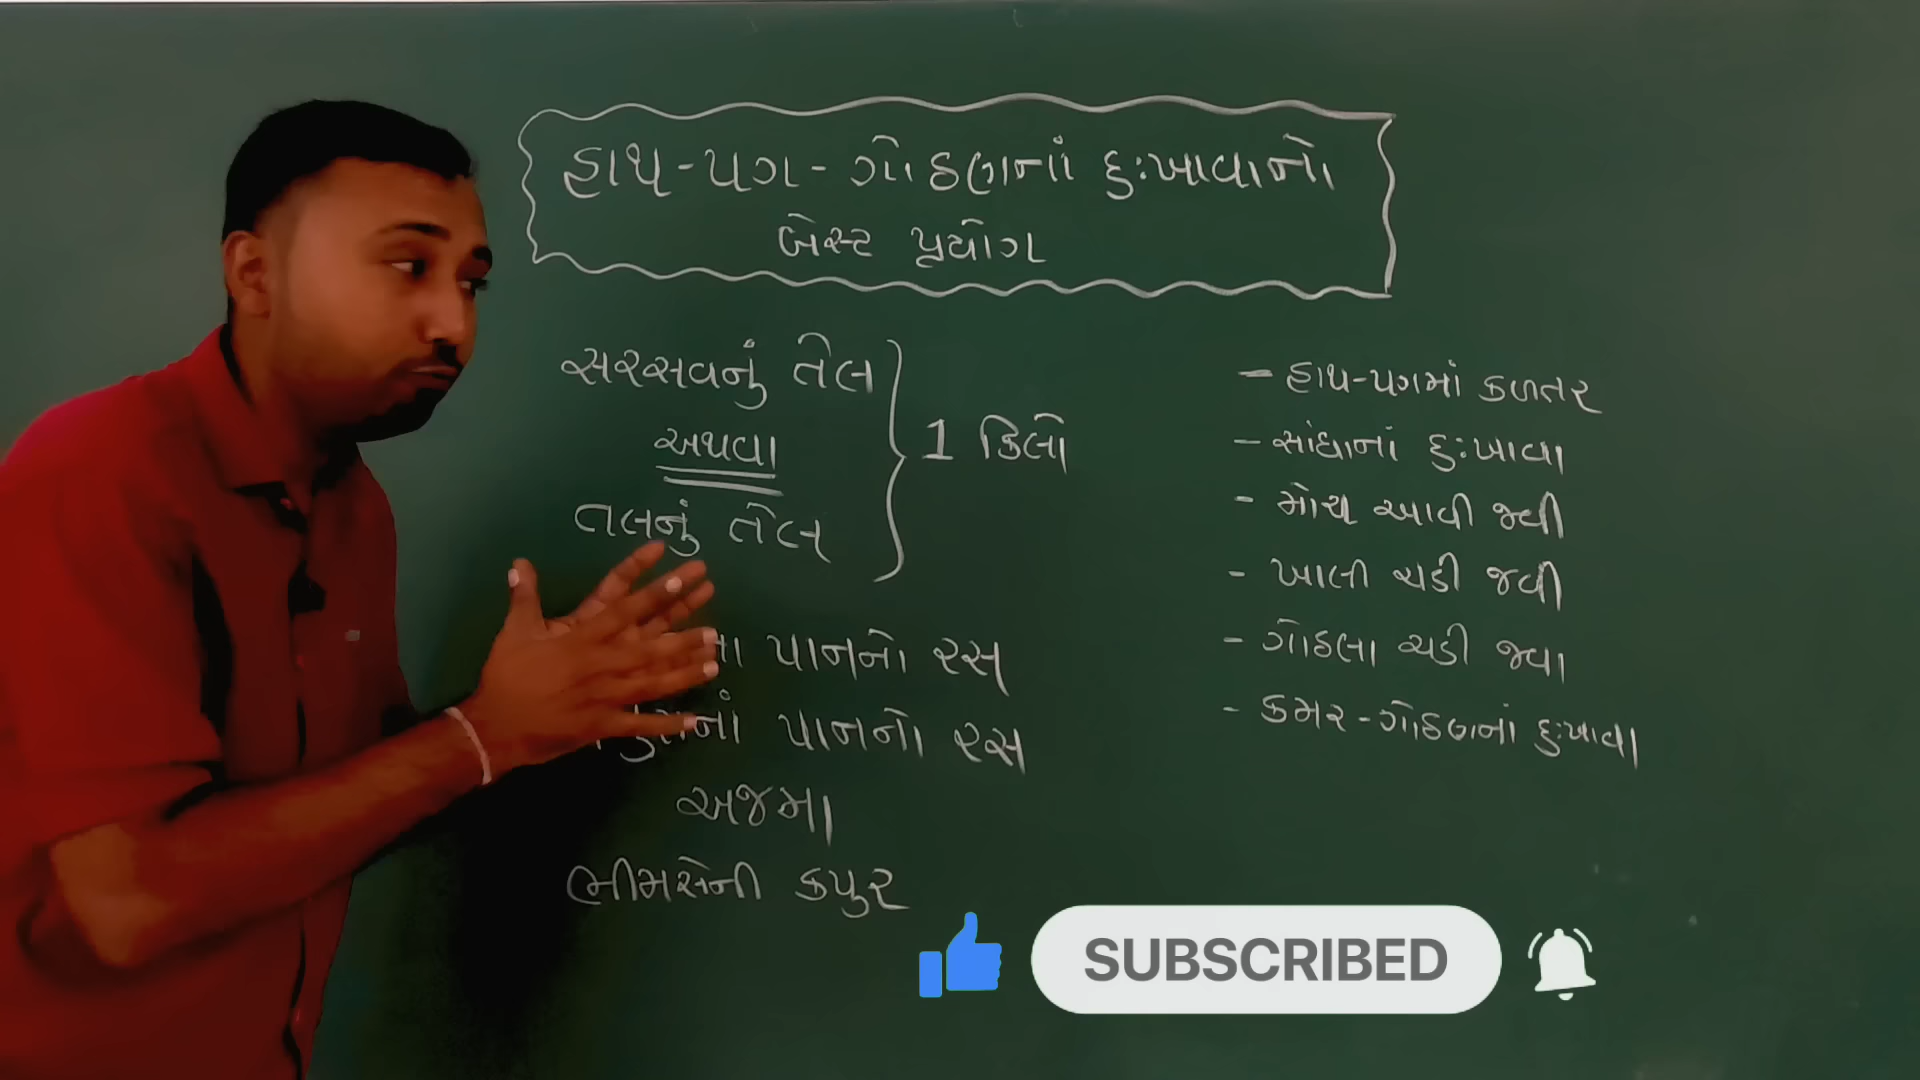 હાથ-પગ-ગોઠણનાં દુઃખાવાનો
બેસ્ટ પ્રયોગ
સરસવનું તેલ
અથવા
તલનું તેલ
1 કિલો
પાનનો રસ
પાનનો રસ
અજમા
ભીમસેની કપુર
- હાથ-પગમાં કળતર
- સાંધાનાં દુઃખાવા
- મોચ આવી જવી
- ખાલી ચડી જવી
- ગોઠલા ચડી જવા
- કમર-ગોઠણનાં દુઃખાવા
SUBSCRIBED